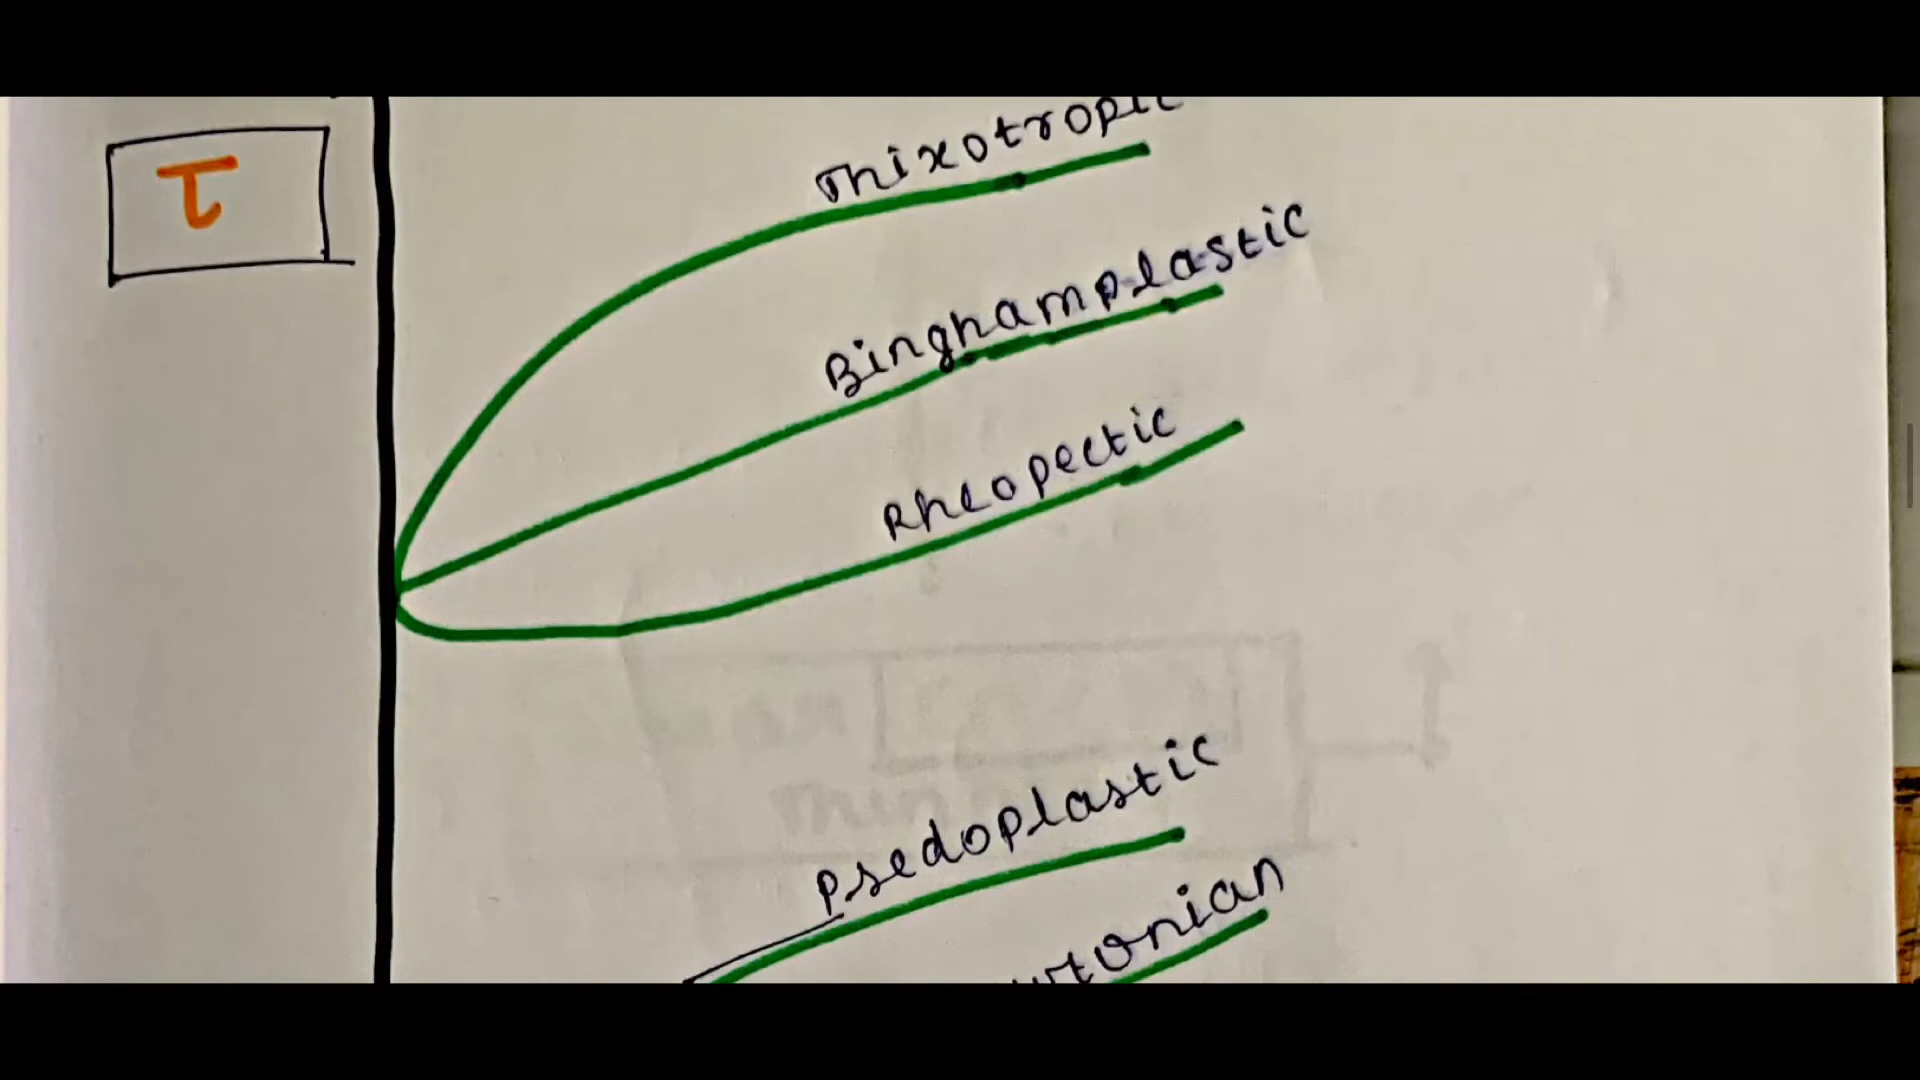 τ
Thixotropic
Binghamplastic
Rheopectic
Psedoplastic